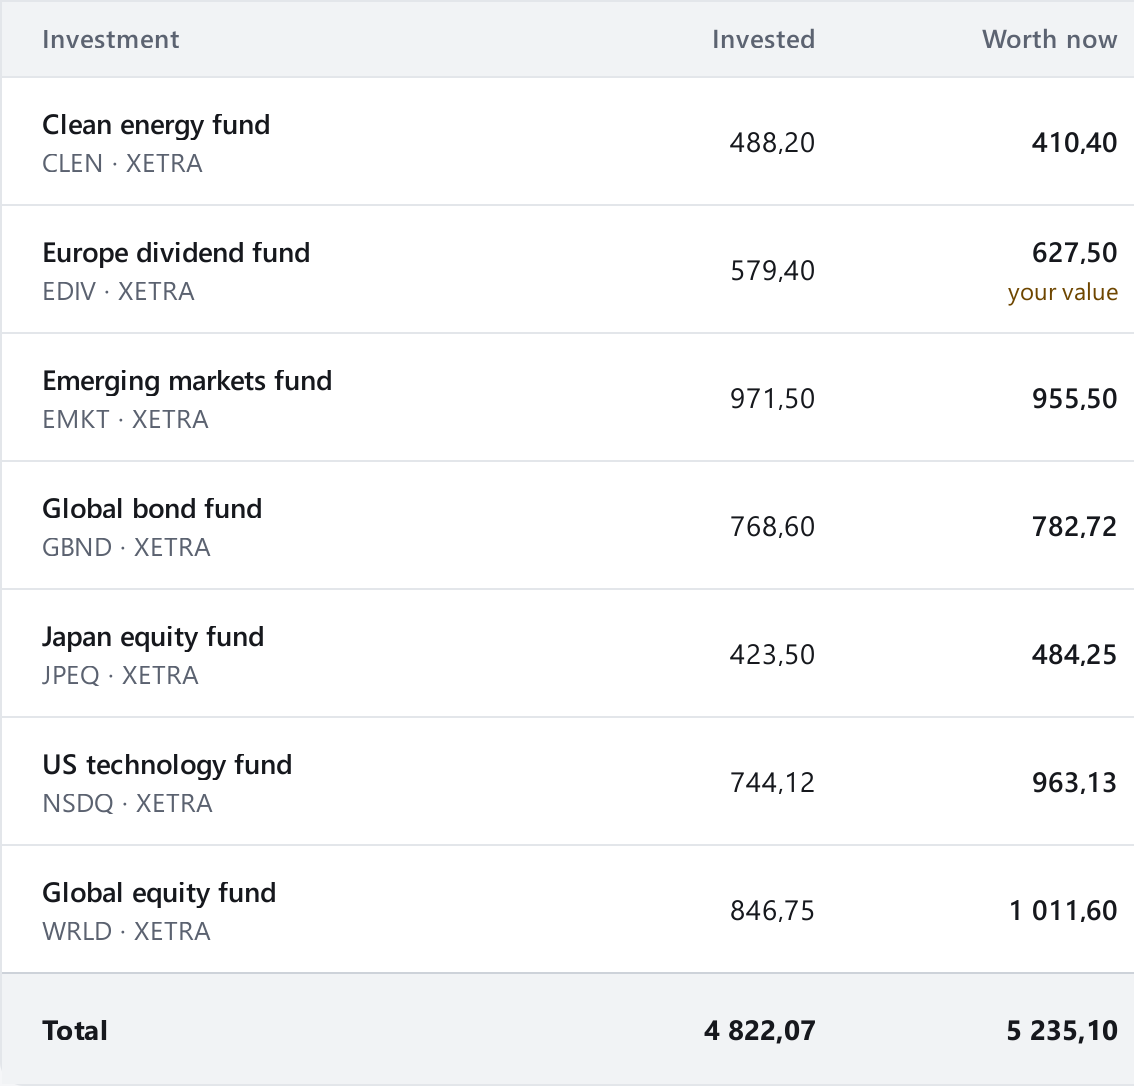 Investment Invested Worth now
Clean energy fund
CLEN · XETRA
488,20 410,40
Europe dividend fund
EDIV · XETRA
579,40 627,50
your value
Emerging markets fund
EMKT · XETRA
971,50 955,50
Global bond fund
GBND · XETRA
768,60 782,72
Japan equity fund
JPEQ · XETRA
423,50 484,25
US technology fund
NSDQ · XETRA
744,12 963,13
Global equity fund
WRLD · XETRA
846,75 1 011,60
Total 4 822,07 5 235,10